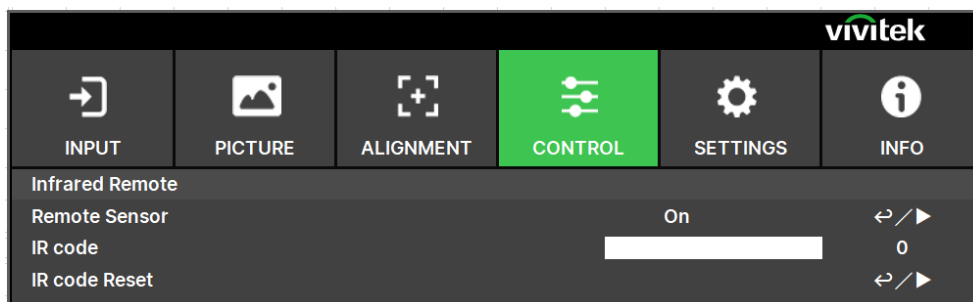 vivitek
INPUT PICTURE ALIGNMENT CONTROL SETTINGS INFO
Infrared Remote
Remote Sensor On ↩/▶
IR code 0
IR code Reset ↩/▶